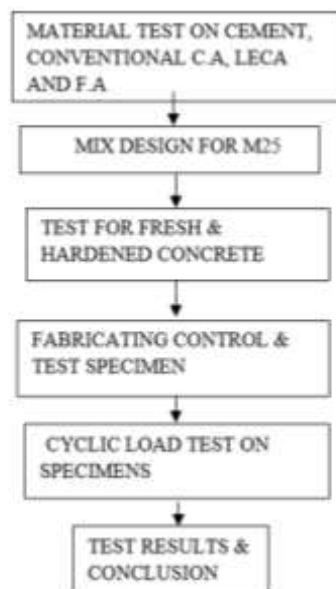 MATERIAL TEST ON CEMENT,
CONVENTIONAL C.A, LECA
AND F.A
MIX DESIGN FOR M25
TEST FOR FRESH &
HARDENED CONCRETE
FABRICATING CONTROL &
TEST SPECIMEN
CYCLIC LOAD TEST ON
SPECIMENS
TEST RESULTS &
CONCLUSION